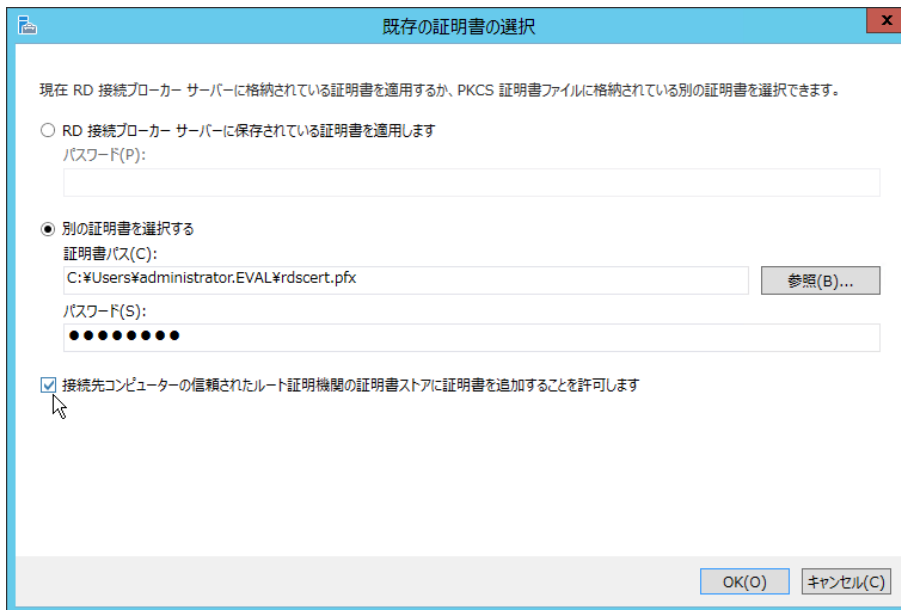 既存の証明書の選択
x
現在 RD 接続ブローカー サーバーに格納されている証明書を適用するか、PKCS 証明書ファイルに格納されている別の証明書を選択できます。
RD 接続ブローカー サーバーに保存されている証明書を適用します
パスワード(P):
別の証明書を選択する
証明書パス(C):
C:¥Users¥administrator.EVAL¥rdscert.pfx
参照(B)...
パスワード(S):
●●●●●●●●
接続先コンピューターの信頼されたルート証明機関の証明書ストアに証明書を追加することを許可します
OK(O)
キャンセル(C)